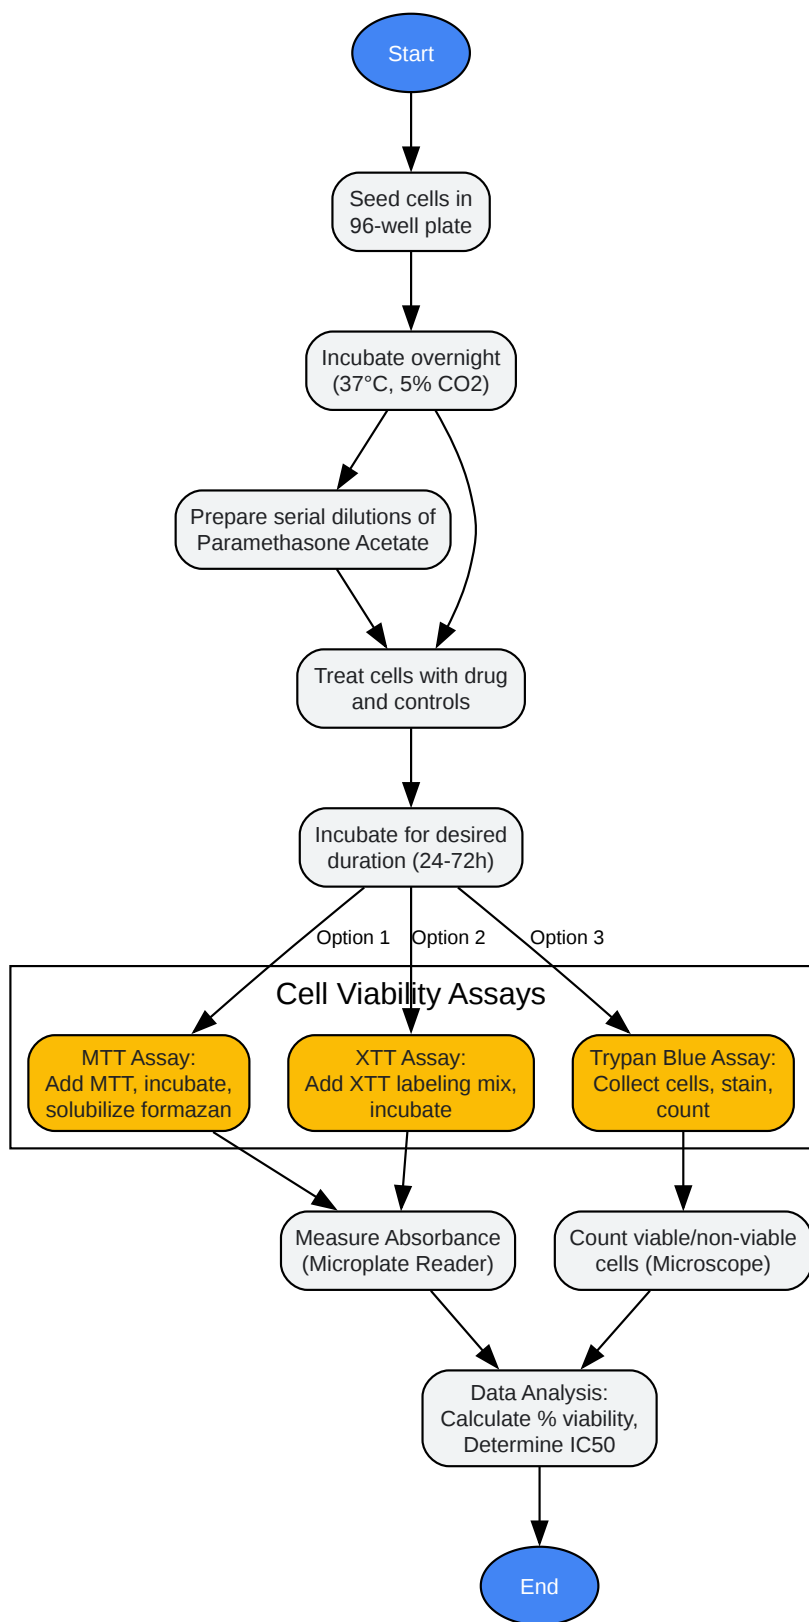 Start
Seed cells in
96-well plate
Incubate overnight
(37°C, 5% CO2)
Prepare serial dilutions of
Paramethasone Acetate
Treat cells with drug
and controls
Incubate for desired
duration (24-72h)
Option 1
Option 2
Option 3
Cell Viability Assays
MTT Assay:
Add MTT, incubate,
solubilize formazan
XTT Assay:
Add XTT labeling mix,
incubate
Trypan Blue Assay:
Collect cells, stain,
count
Measure Absorbance
(Microplate Reader)
Count viable/non-viable
cells (Microscope)
Data Analysis:
Calculate % viability,
Determine IC50
End